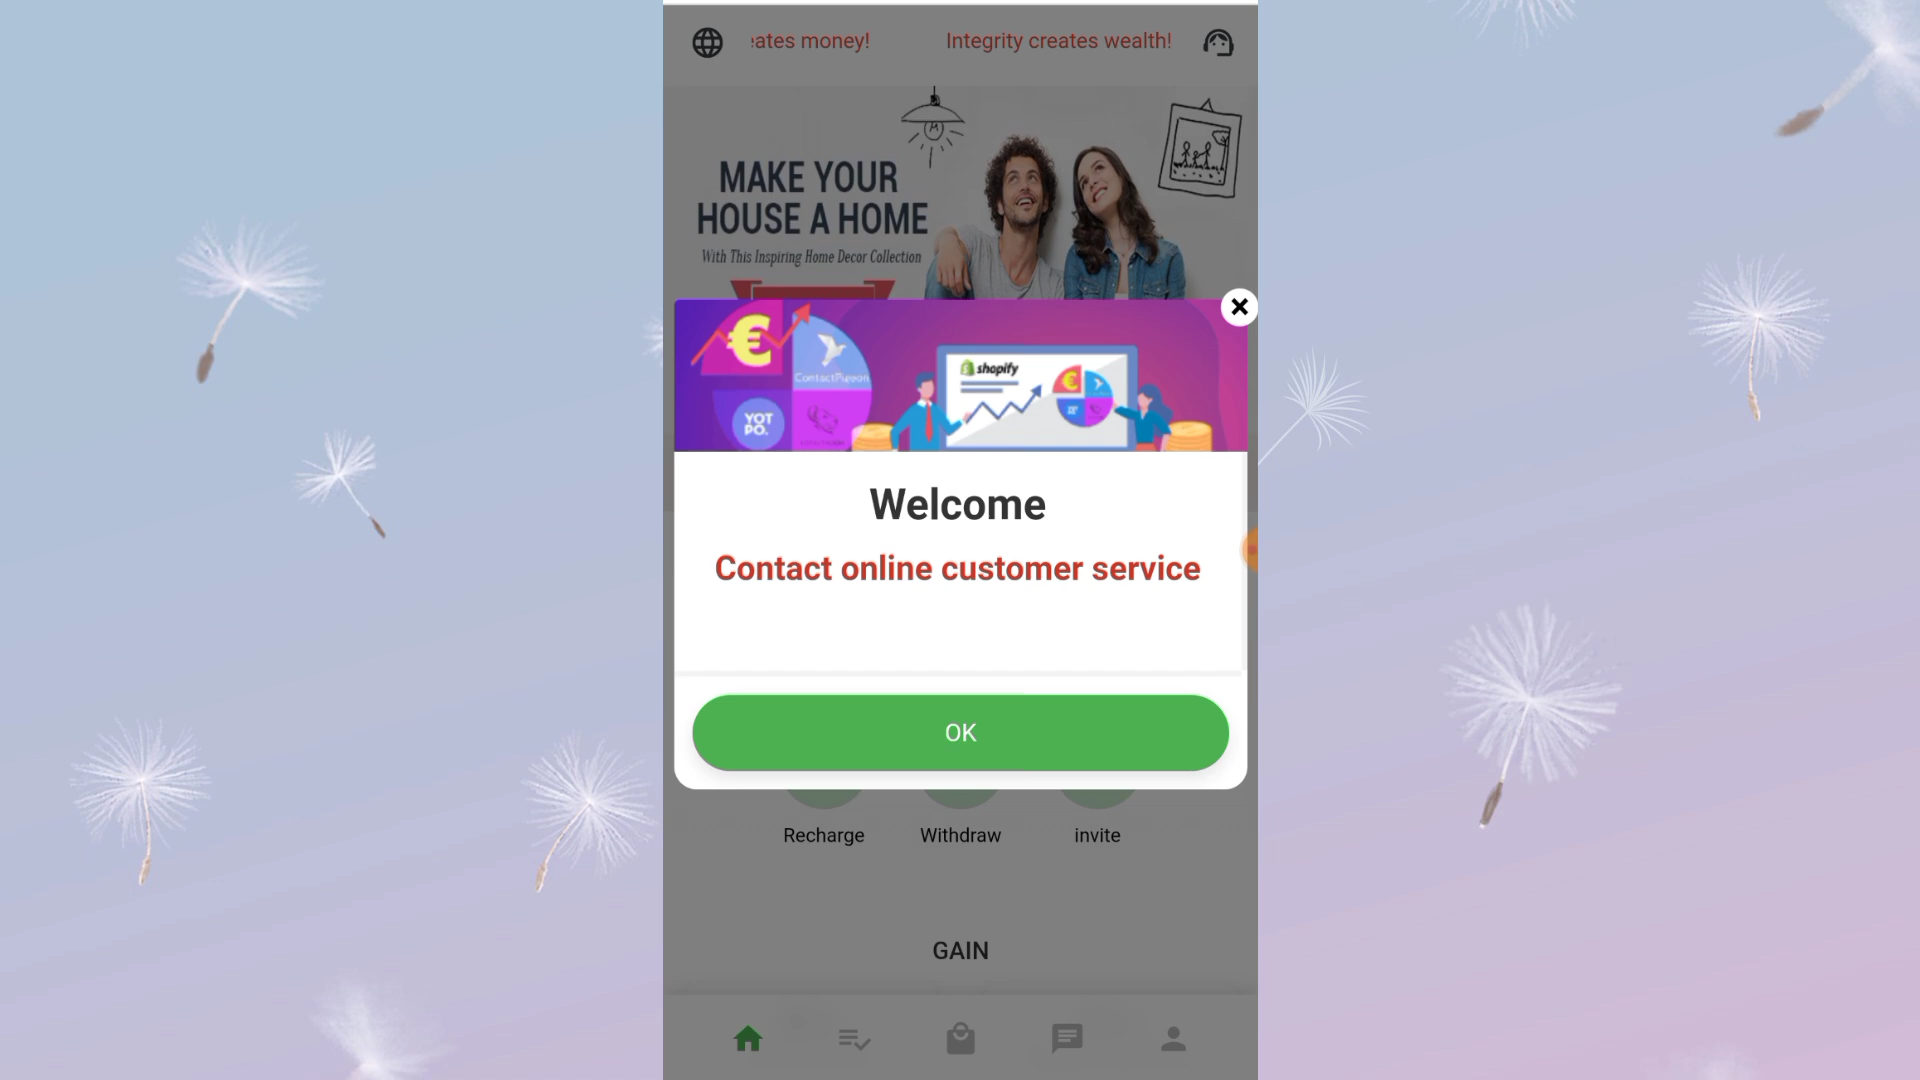 ates money!
Integrity creates wealth!
MAKE YOUR
HOUSE A HOME
With This Inspiring Home Decor Collection
€
ContactPigeon
YOT
PO.
shopify
€
Welcome
Contact online customer service
OK
Recharge
Withdraw
invite
GAIN